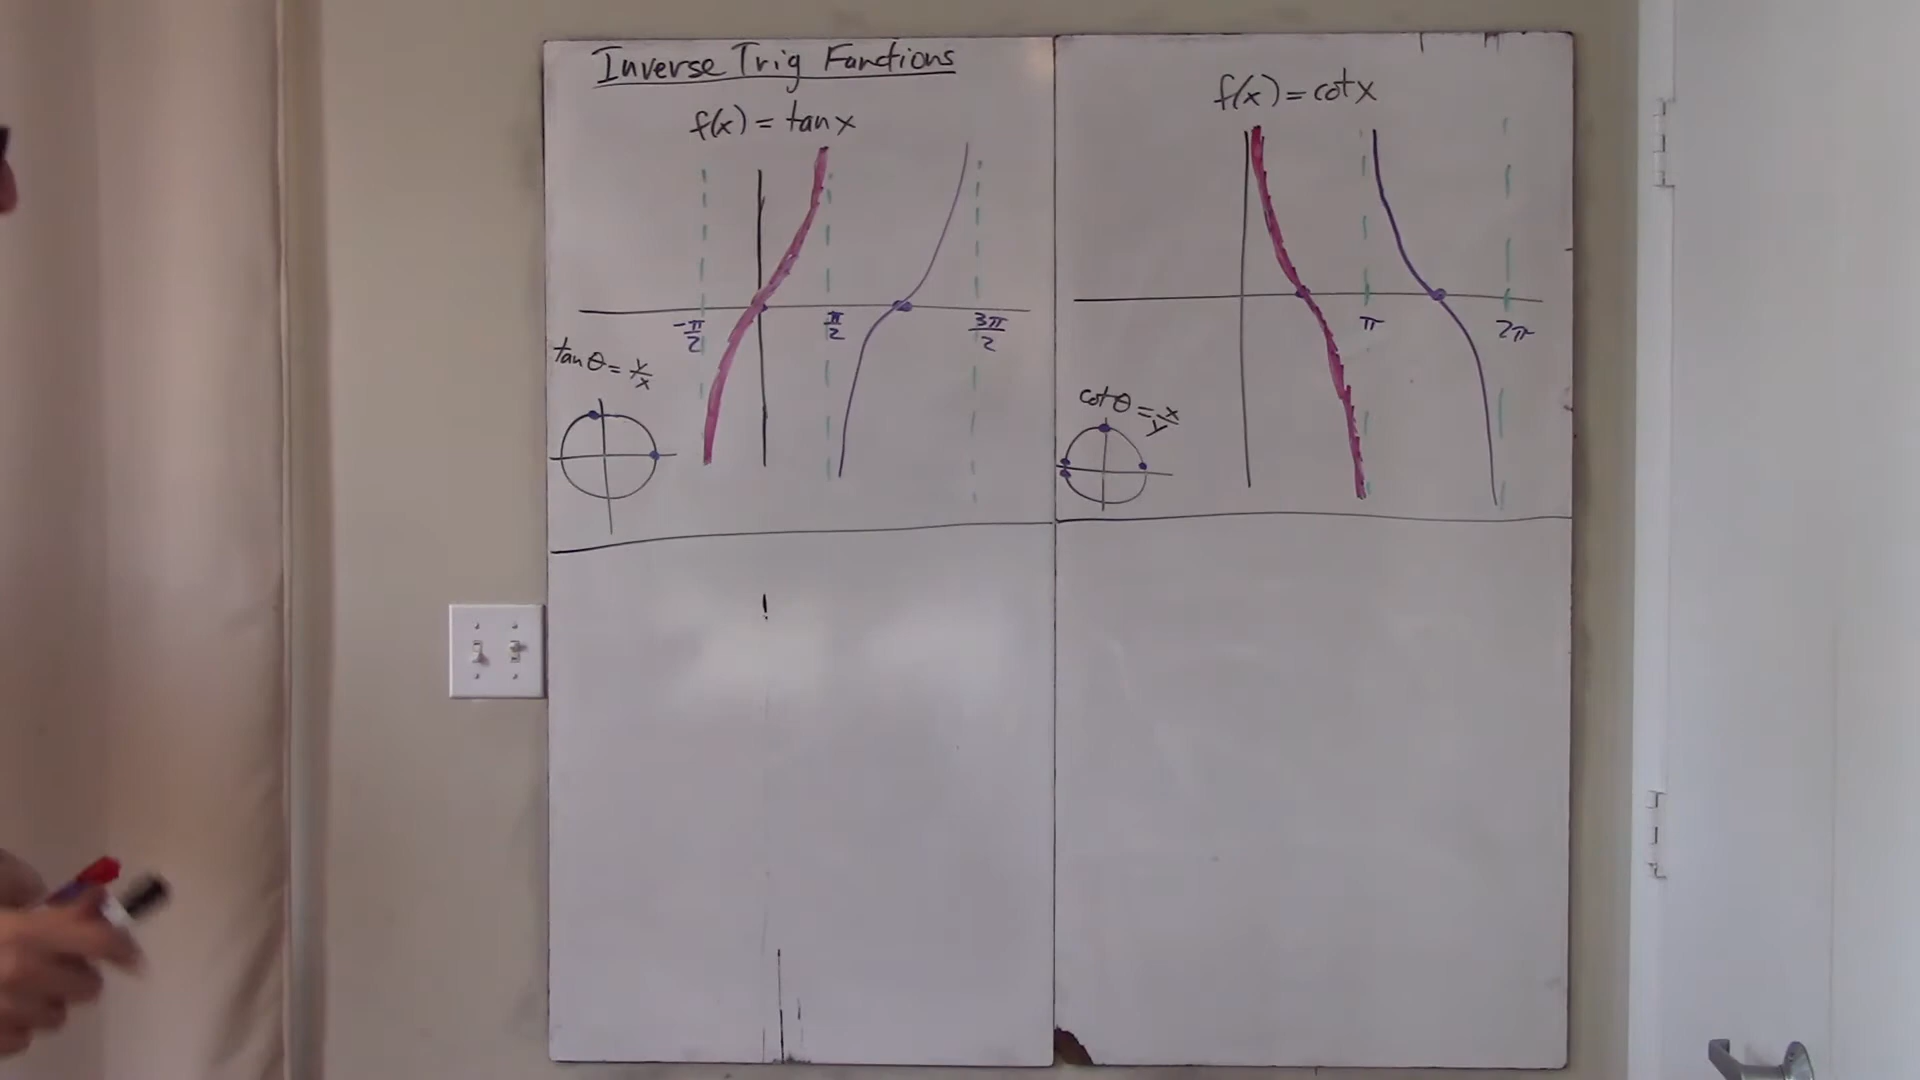 Inverse Trig Functions
f(x) = tan x
-π/2 π/2 3π/2
tan θ = y/x
f(x) = cot x
π 2π
cot θ = x/y